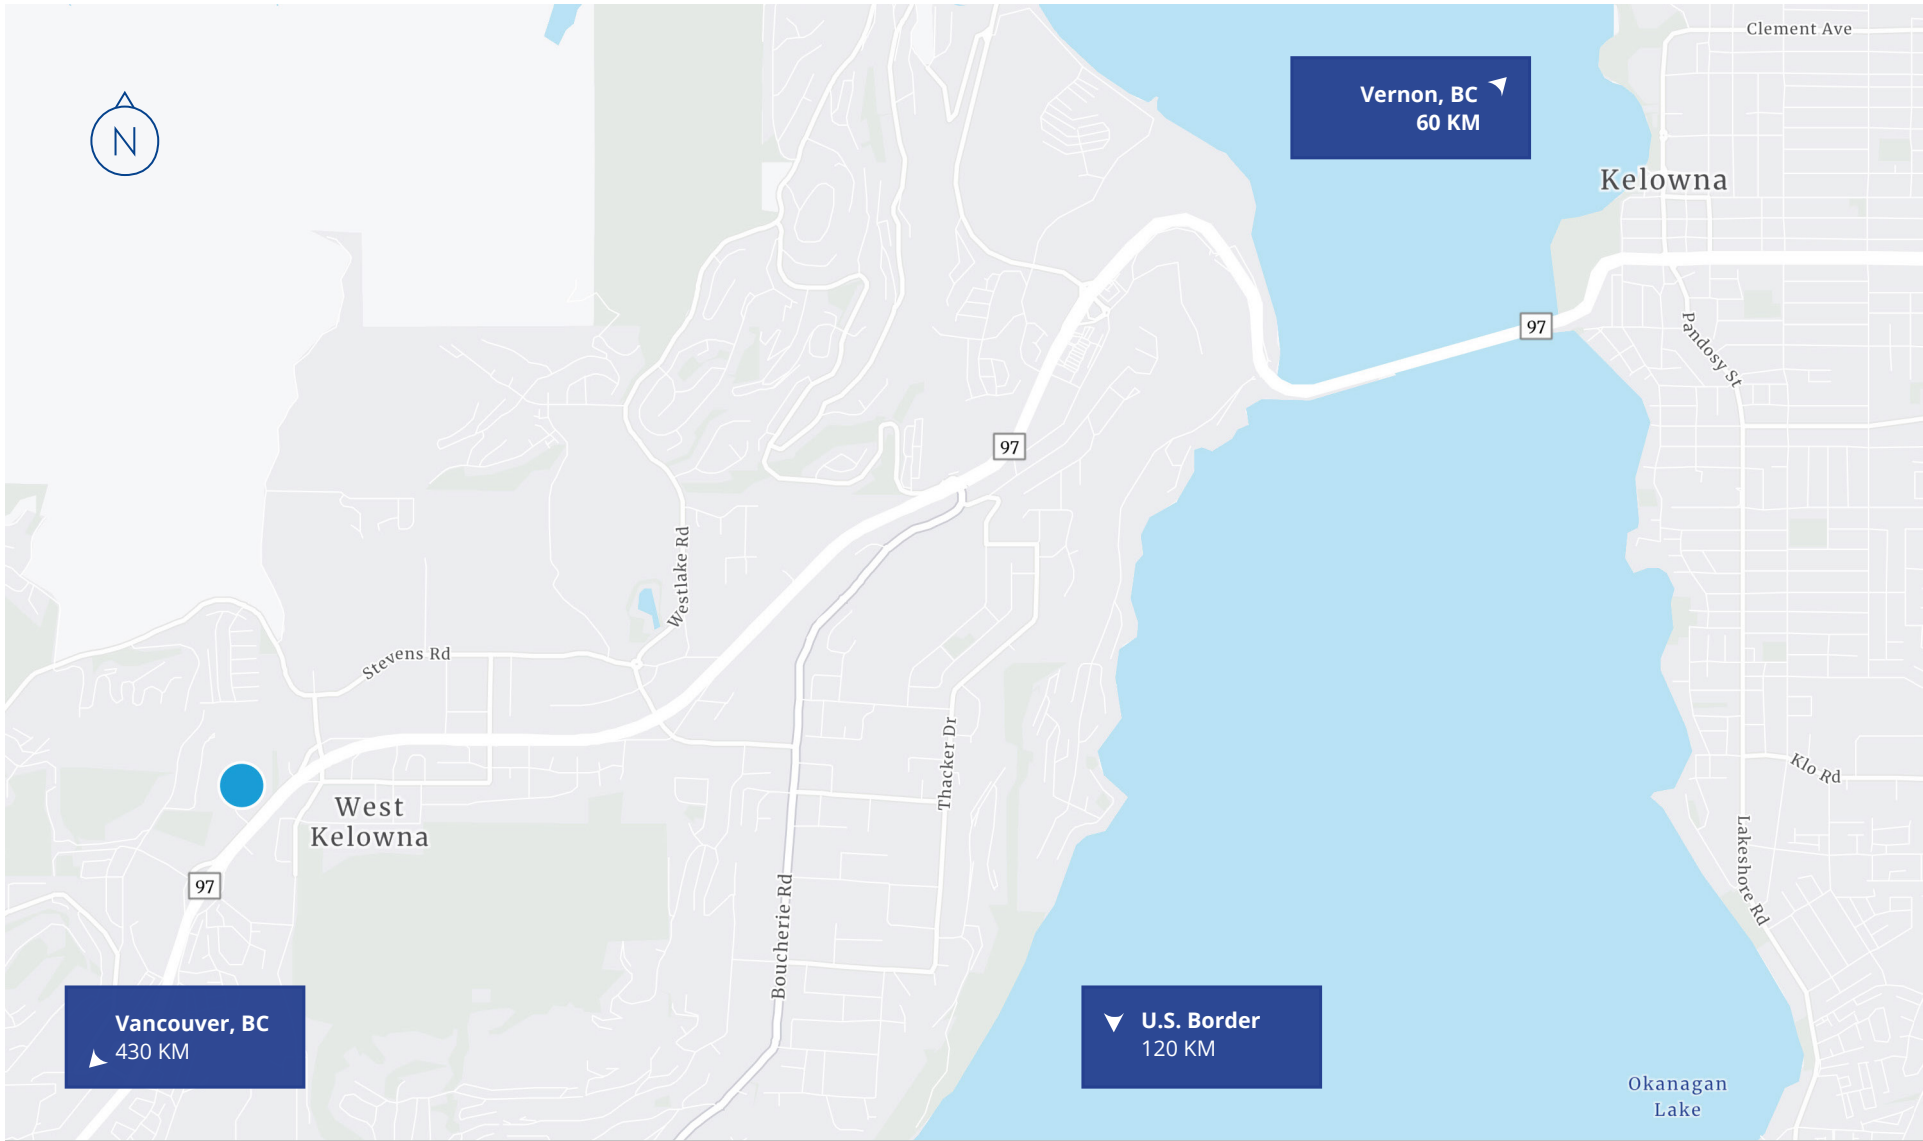 Clement Ave
N
Vernon, BC
60 KM
Kelowna
97
Pandosy St
97
Westlake Rd
Stevens Rd
Thacker Dr
Klo Rd
West
Kelowna
Lakeshore Rd
97
Boucherie Rd
Vancouver, BC
430 KM
U.S. Border
120 KM
Okanagan
Lake